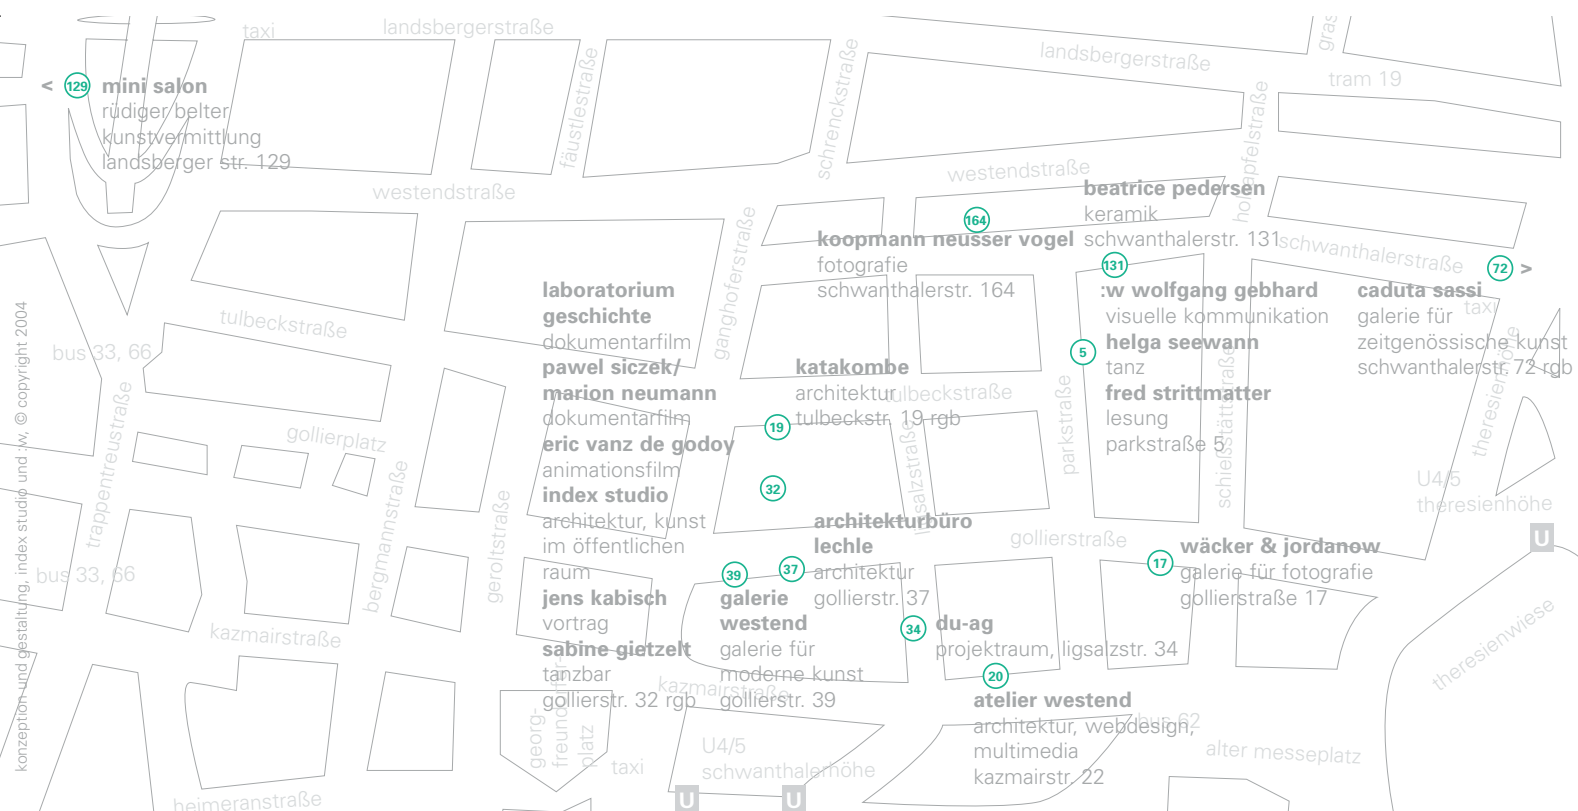 taxi
landsbergerstraße
fäustlestraße
schrenckstraße
landsbergerstraße
gras
tram 19
holzapfelstraße
< 129 mini salon
rüdiger belter
kunstvermittlung
landsberger str. 129
westendstraße
westendstraße
164
koopmann neusser vogel
fotografie
schwanthalerstr. 164
beatrice pedersen
keramik
schwanthalerstr. 131
131
schwanthalerstraße
72 >
:w wolfgang gebhard
visuelle kommunikation
5
helga seewann
tanz
fred strittmatter
lesung
parkstraße 5
caduta sassi
galerie für
zeitgenössische kunst
schwanthalerstr. 72 rgb
taxi
theresienhöhe
ganghoferstraße
tulbeckstraße
bus 33, 66
trappentreustraße
gollierplatz
bergmannstraße
geroltstraße
laboratorium
geschichte
dokumentarfilm
pawel siczek/
marion neumann
dokumentarfilm
eric vanz de godoy
animationsfilm
index studio
architektur, kunst
im öffentlichen
raum
jens kabisch
vortrag
sabine gietzelt
tanzbar
gollierstr. 32 rgb
katakombe
architektur
tulbeckstr. 19 rgb
19
32
tulbeckstraße
ligsalzstraße
parkstraße
schießstättstraße
U4/5
theresienhöhe
U
architekturbüro
lechle
architektur
gollierstr. 37
37
39
galerie
westend
galerie für
moderne kunst
gollierstr. 39
gollierstraße
17
wäcker & jordanow
galerie für fotografie
gollierstraße 17
34
du-ag
projektraum, ligsalzstr. 34
20
atelier westend
architektur, webdesign,
multimedia
kazmairstr. 22
bus 62
alter messeplatz
theresienwiese
bus 33, 66
kazmairstraße
kazmairstraße
georg-
freundorfer-
platz
taxi
U4/5
schwanthalerhöhe
U
U
heimeranstraße
konzeption und gestaltung, index studio und :w, © copyright 2004